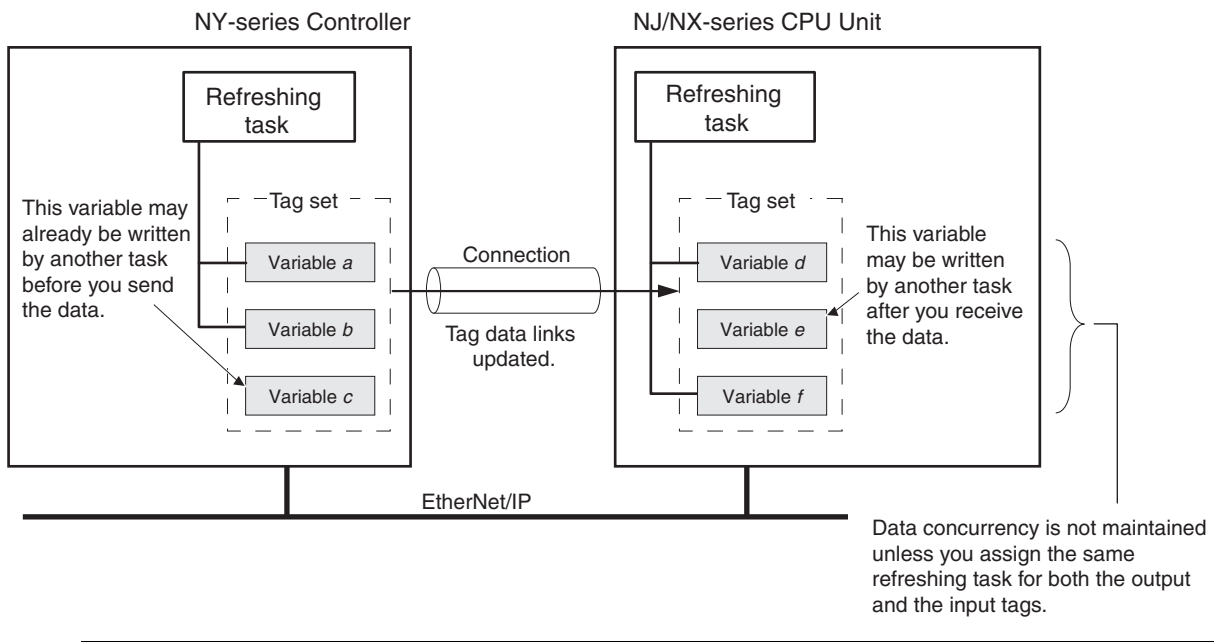 NY-series Controller
NJ/NX-series CPU Unit
Refreshing
task
Refreshing
task
This variable may
already be written
by another task
before you send
the data.
Tag set
Variable a
Variable b
Variable c
Connection
Tag data links
updated.
Tag set
Variable d
Variable e
Variable f
This variable
may be written
by another task
after you receive
the data.
EtherNet/IP
Data concurrency is not maintained
unless you assign the same
refreshing task for both the output
and the input tags.